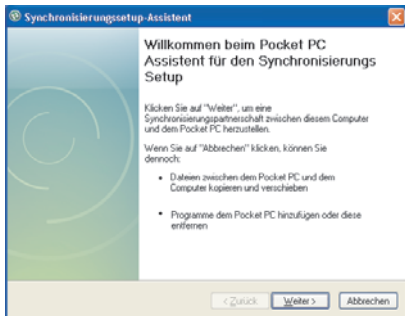 Synchronisierungssetup-Assistent
Willkommen beim Pocket PC
Assistent für den Synchronisierungs
Setup
Klicken Sie auf "Weiter", um eine
Synchronisierungspartnerschaft zwischen diesem Computer
und dem Pocket PC herzustellen.
Wenn Sie auf "Abbrechen" klicken, können Sie
dennoch:
• Dateien zwischen dem Pocket PC und dem
Computer kopieren und verschieben
• Programme dem Pocket PC hinzufügen oder diese
entfernen
< Zurück Weiter > Abbrechen